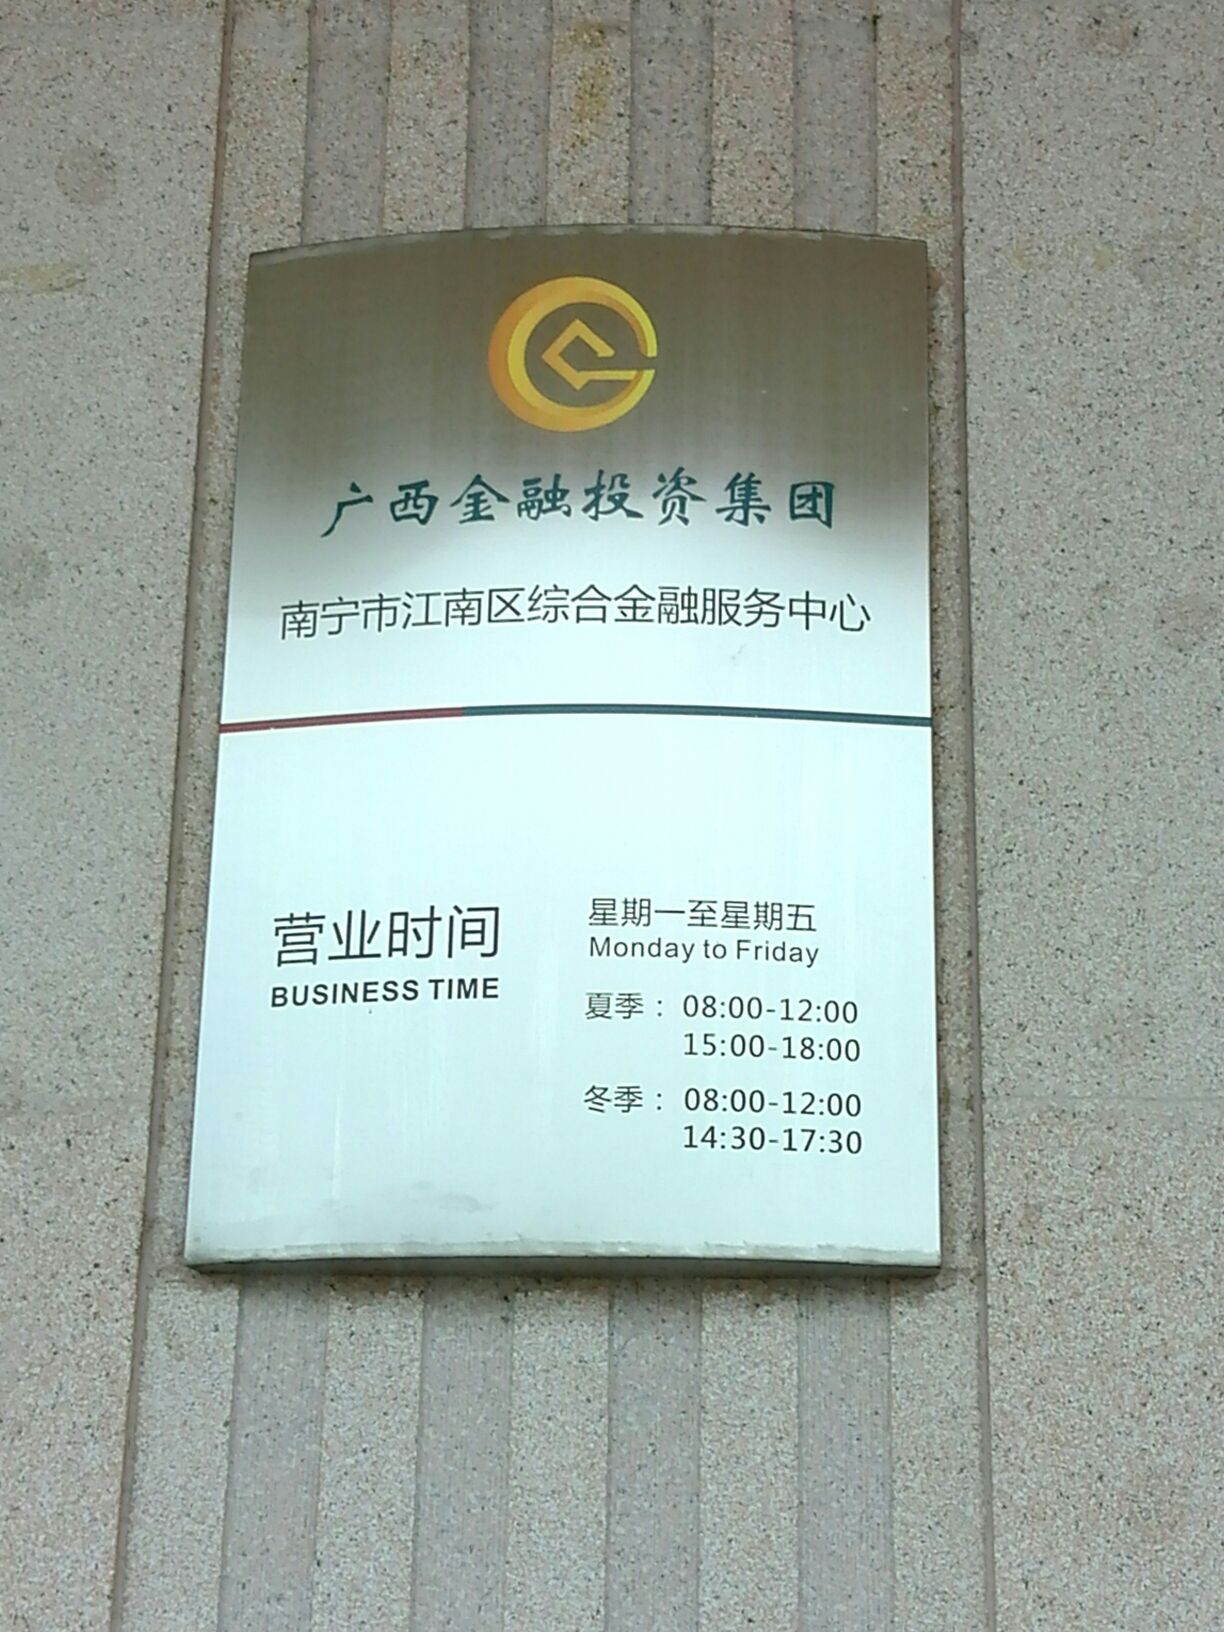 广西金融投资集团
南宁市江南区综合金融服务中心
营业时间
BUSINESS TIME
星期一至星期五
Monday to Friday
夏季： 08:00-12:00
15:00-18:00
冬季： 08:00-12:00
14:30-17:30